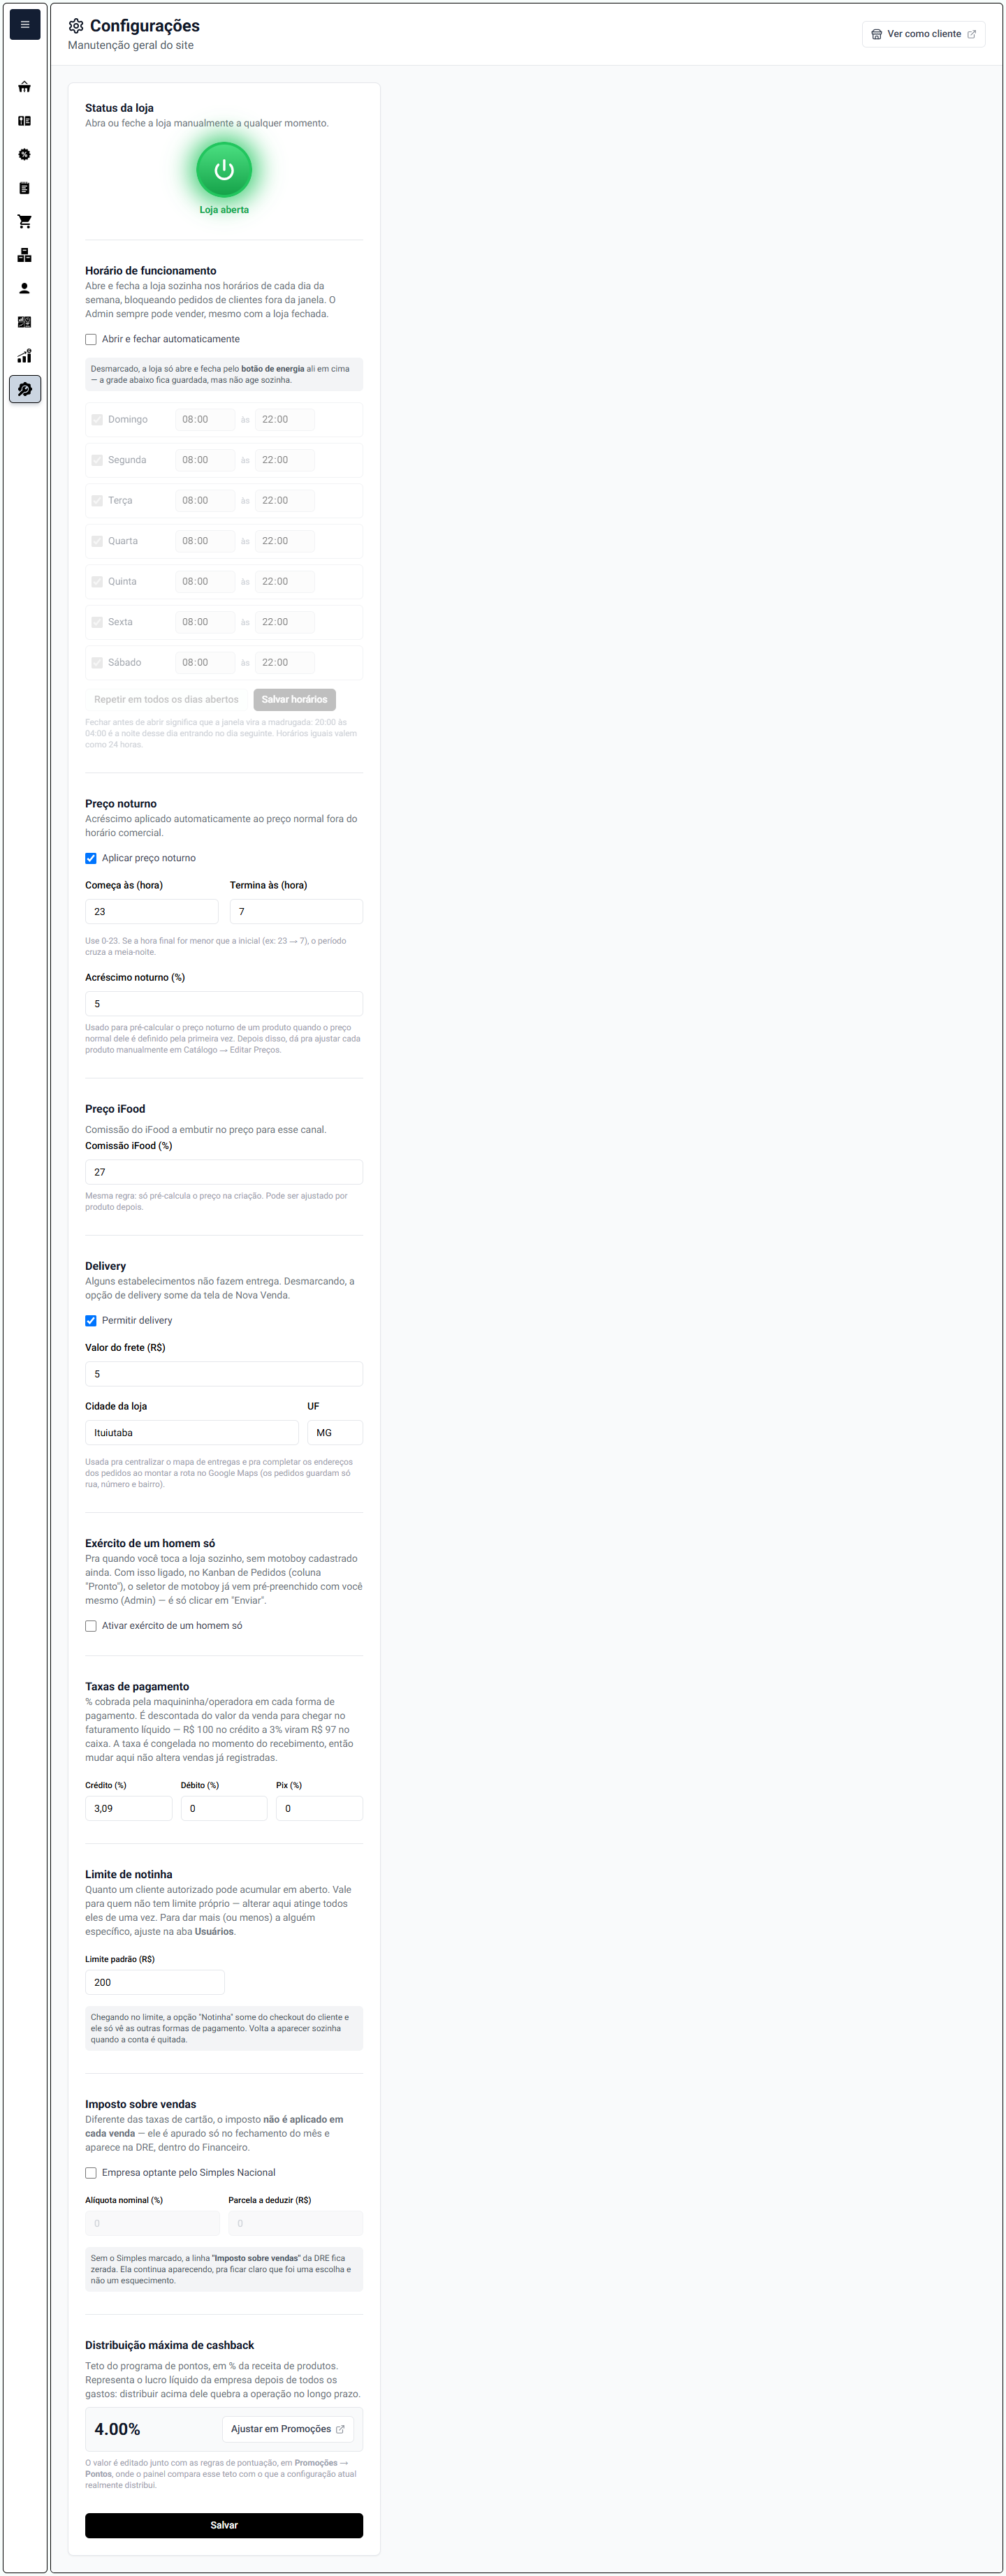 Configurações
Manutenção geral do site
Ver como cliente
Status da loja
Abra ou feche a loja manualmente a qualquer momento.
Loja aberta
Horário de funcionamento
Abre e fecha a loja sozinha nos horários de cada dia da
semana, bloqueando pedidos de clientes fora da janela. O
Admin sempre pode vender, mesmo com a loja fechada.
Abrir e fechar automaticamente
Desmarcado, a loja só abre e fecha pelo botão de energia ali em cima
— a grade abaixo fica guardada, mas não age sozinha.
Domingo 08:00 às 22:00
Segunda 08:00 às 22:00
Terça 08:00 às 22:00
Quarta 08:00 às 22:00
Quinta 08:00 às 22:00
Sexta 08:00 às 22:00
Sábado 08:00 às 22:00
Repetir em todos os dias abertos Salvar horários
Fechar antes de abrir significa que a janela vira a madrugada: 20:00 às
04:00 é a noite desse dia entrando no dia seguinte. Horários iguais valem
como 24 horas.
Preço noturno
Acréscimo aplicado automaticamente ao preço normal fora do
horário comercial.
Aplicar preço noturno
Começa às (hora) Termina às (hora)
23 7
Use 0-23. Se a hora final for menor que a inicial (ex: 23 → 7), o período
cruza a meia-noite.
Acréscimo noturno (%)
5
Usado para pré-calcular o preço noturno de um produto quando o preço
normal dele é definido pela primeira vez. Depois disso, dá pra ajustar cada
produto manualmente em Catálogo → Editar Preços.
Preço iFood
Comissão do iFood a embutir no preço para esse canal.
Comissão iFood (%)
27
Mesma regra: só pré-calcula o preço na criação. Pode ser ajustado por
produto depois.
Delivery
Alguns estabelecimentos não fazem entrega. Desmarcando, a
opção de delivery some da tela de Nova Venda.
Permitir delivery
Valor do frete (R$)
5
Cidade da loja UF
Ituiutaba MG
Usada pra centralizar o mapa de entregas e pra completar os endereços
dos pedidos ao montar a rota no Google Maps (os pedidos guardam só
rua, número e bairro).
Exército de um homem só
Pra quando você toca a loja sozinho, sem motoboy cadastrado
ainda. Com isso ligado, no Kanban de Pedidos (coluna
"Pronto"), o seletor de motoboy já vem pré-preenchido com você
mesmo (Admin) — é só clicar em "Enviar".
Ativar exército de um homem só
Taxas de pagamento
% cobrada pela maquininha/operadora em cada forma de
pagamento. É descontada do valor da venda para chegar no
faturamento líquido — R$ 100 no crédito a 3% viram R$ 97 no
caixa. A taxa é congelada no momento do recebimento, então
mudar aqui não altera vendas já registradas.
Crédito (%) Débito (%) Pix (%)
3,09 0 0
Limite de notinha
Quanto um cliente autorizado pode acumular em aberto. Vale
para quem não tem limite próprio — alterar aqui atinge todos
eles de uma vez. Para dar mais (ou menos) a alguém
específico, ajuste na aba Usuários.
Limite padrão (R$)
200
Chegando no limite, a opção "Notinha" some do checkout do cliente e
ele só vê as outras formas de pagamento. Volta a aparecer sozinha
quando a conta é quitada.
Imposto sobre vendas
Diferente das taxas de cartão, o imposto não é aplicado em
cada venda — ele é apurado só no fechamento do mês e
aparece na DRE, dentro do Financeiro.
Empresa optante pelo Simples Nacional
Alíquota nominal (%) Parcela a deduzir (R$)
0 0
Sem o Simples marcado, a linha "Imposto sobre vendas" da DRE fica
zerada. Ela continua aparecendo, pra ficar claro que foi uma escolha e
não um esquecimento.
Distribuição máxima de cashback
Teto do programa de pontos, em % da receita de produtos.
Representa o lucro líquido da empresa depois de todos os
gastos: distribuir acima dele quebra a operação no longo prazo.
4.00% Ajustar em Promoções
O valor é editado junto com as regras de pontuação, em Promoções →
Pontos, onde o painel compara esse teto com o que a configuração atual
realmente distribui.
Salvar